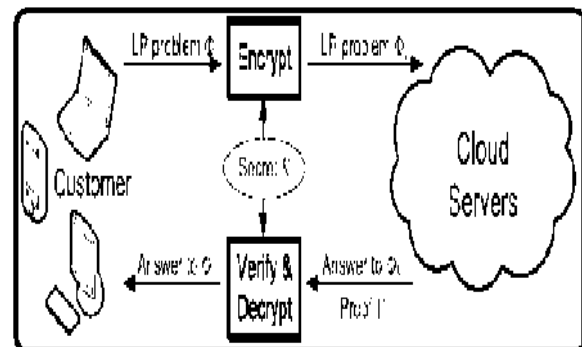 LP problem Φ
Encrypt
LP problem Φ
Customer
Secret K
Cloud
Servers
Answer to Φ
Verify &
Decrypt
Answer to Φ
Proof Γ